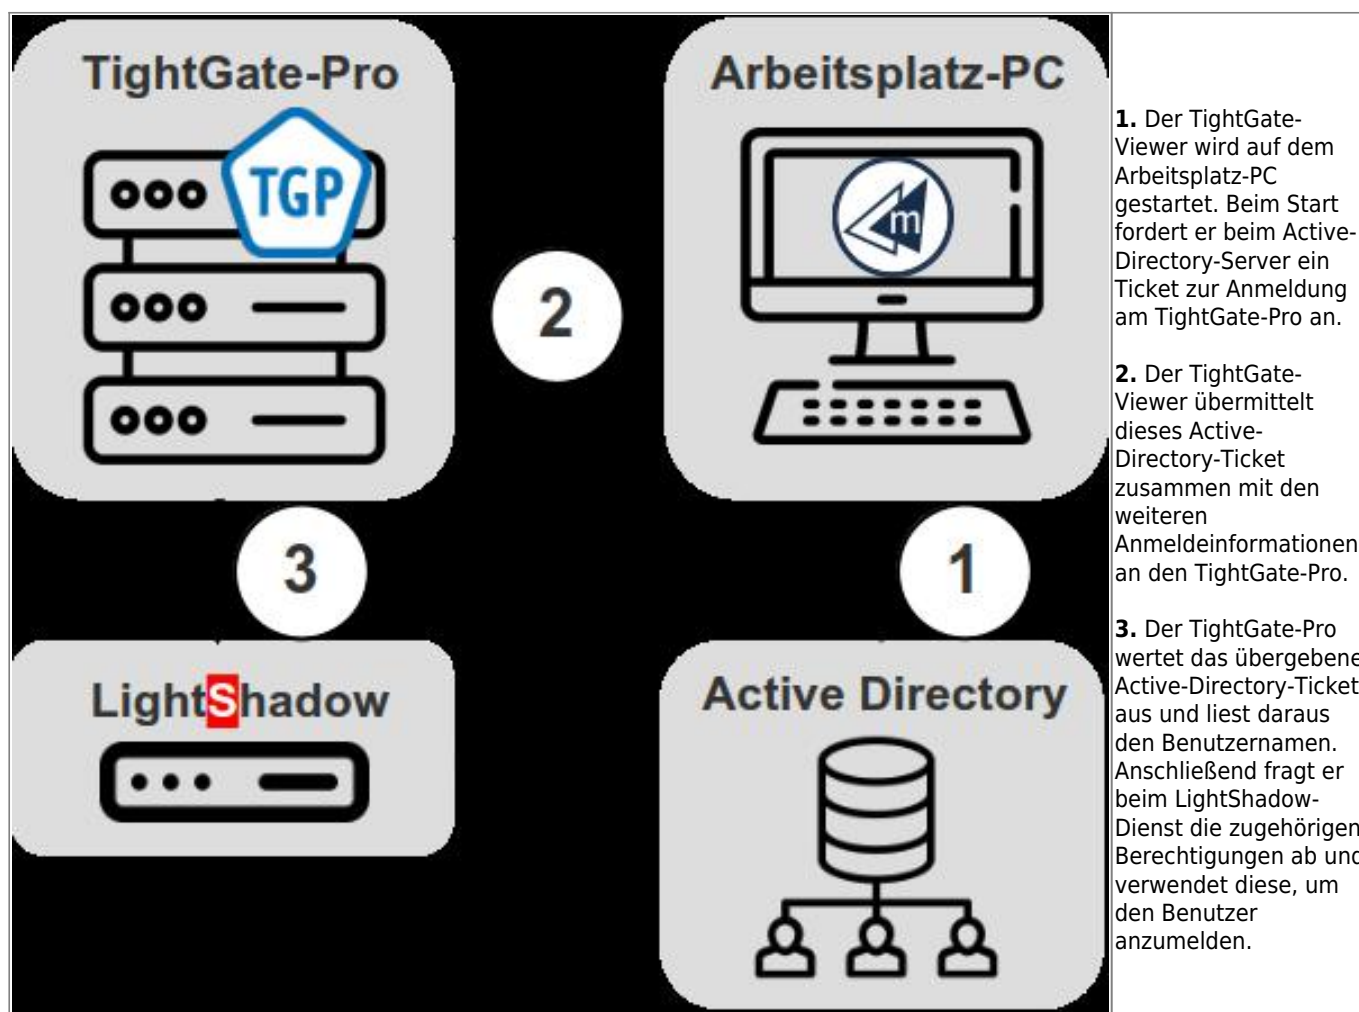 TightGate-Pro
TGP
Arbeitsplatz-PC
m
2
3
1
LightShadow
Active Directory
1. Der TightGate-
Viewer wird auf dem
Arbeitsplatz-PC
gestartet. Beim Start
fordert er beim Active-
Directory-Server ein
Ticket zur Anmeldung
am TightGate-Pro an.
2. Der TightGate-
Viewer übermittelt
dieses Active-
Directory-Ticket
zusammen mit den
weiteren
Anmeldeinformationen
an den TightGate-Pro.
3. Der TightGate-Pro
wertet das übergebene
Active-Directory-Ticket
aus und liest daraus
den Benutzernamen.
Anschließend fragt er
beim LightShadow-
Dienst die zugehörigen
Berechtigungen ab und
verwendet diese, um
den Benutzer
anzumelden.